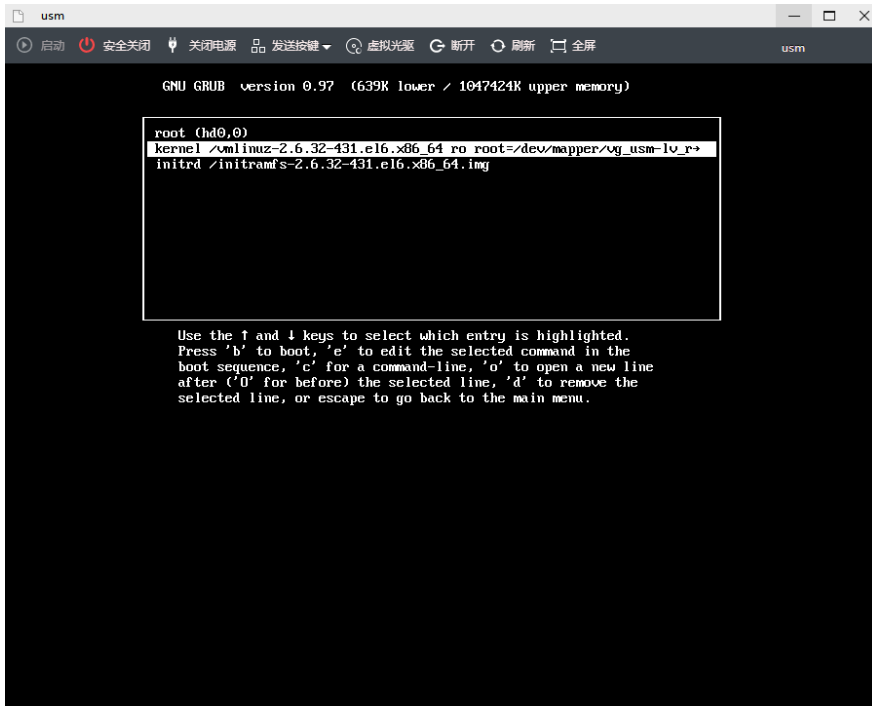 usm
启动 安全关闭 关闭电源 发送按键 虚拟光驱 断开 刷新 全屏 usm
GNU GRUB version 0.97 (639K lower / 1047424K upper memory)
root (hd0,0)
kernel /vmlinuz-2.6.32-431.el6.x86_64 ro root=/dev/mapper/vg_usm-lv_r→
initrd /initramfs-2.6.32-431.el6.x86_64.img
Use the ↑ and ↓ keys to select which entry is highlighted.
Press 'b' to boot, 'e' to edit the selected command in the
boot sequence, 'c' for a command-line, 'o' to open a new line
after ('O' for before) the selected line, 'd' to remove the
selected line, or escape to go back to the main menu.